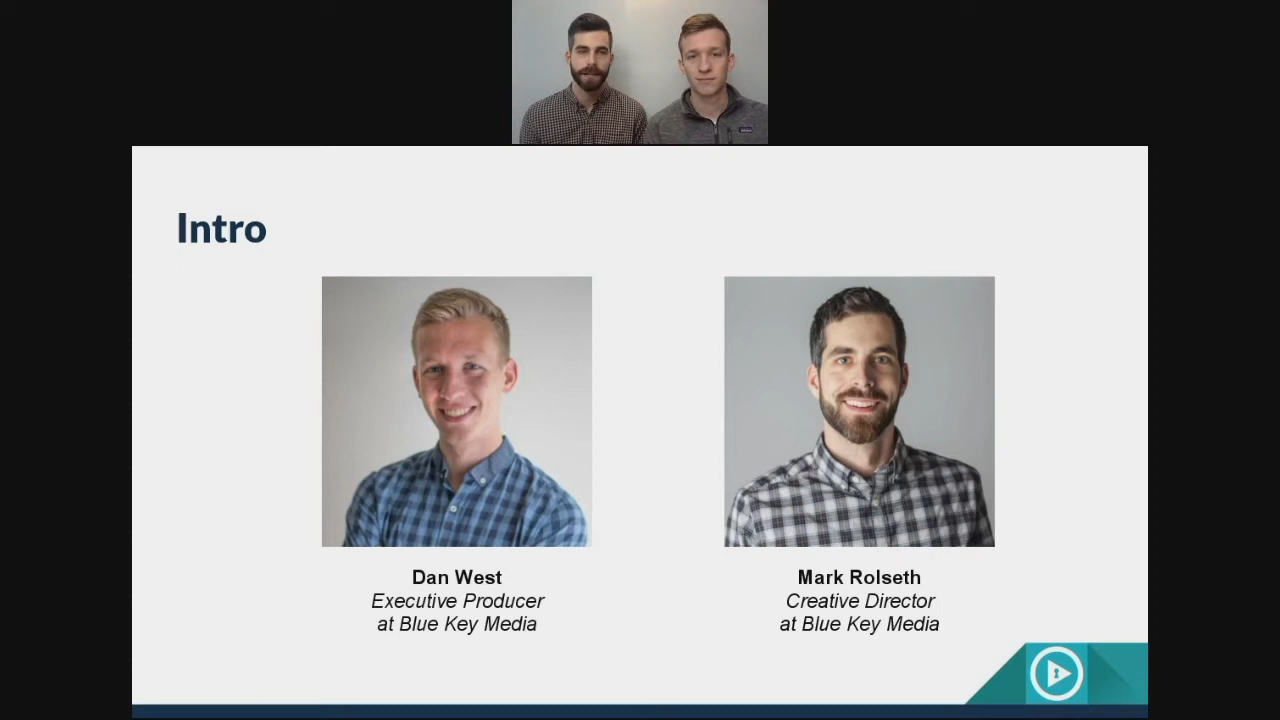 Intro
Dan West
Executive Producer
at Blue Key Media
Mark Rolseth
Creative Director
at Blue Key Media